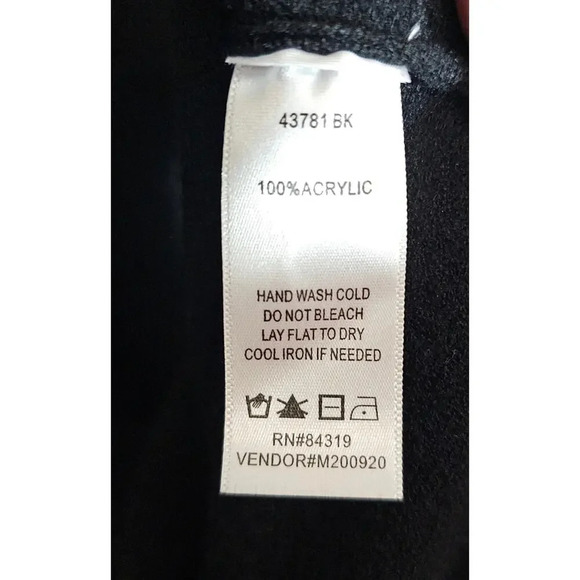 43781 BK
100% ACRYLIC
HAND WASH COLD
DO NOT BLEACH
LAY FLAT TO DRY
COOL IRON IF NEEDED
RN#84319
VENDOR#M200920